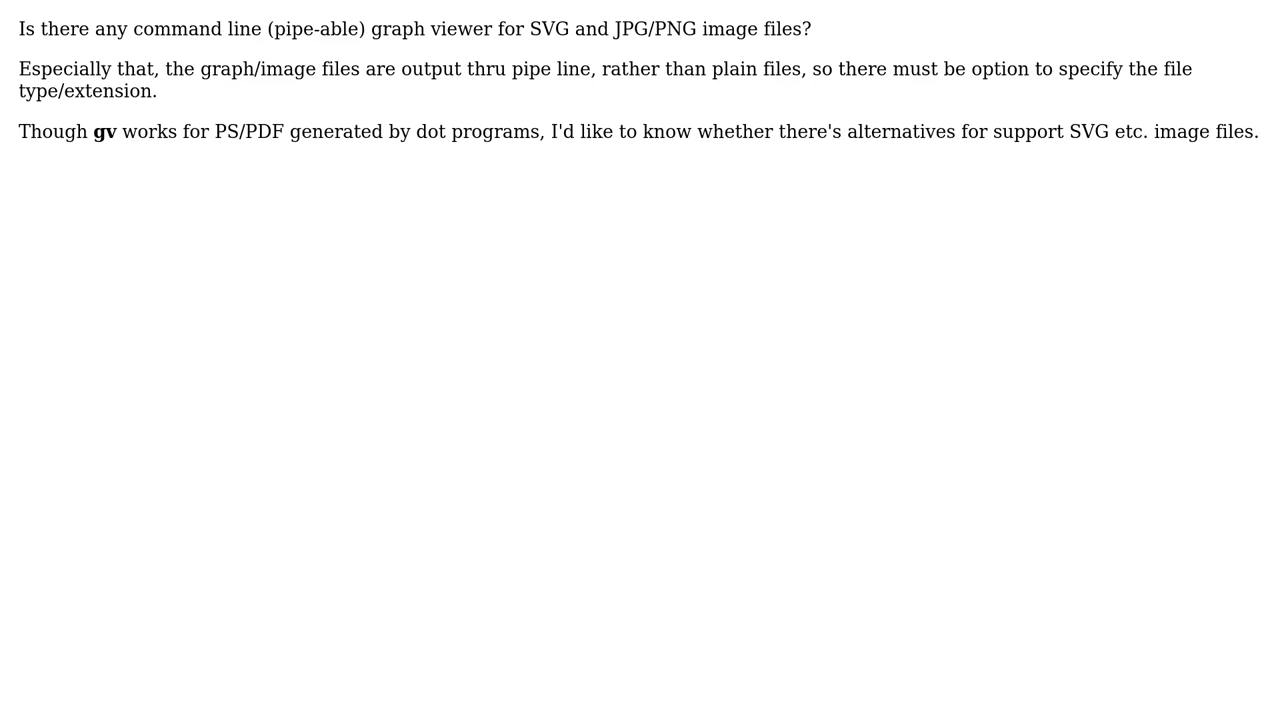 Is there any command line (pipe-able) graph viewer for SVG and JPG/PNG image files?
Especially that, the graph/image files are output thru pipe line, rather than plain files, so there must be option to specify the file
type/extension.
Though gv works for PS/PDF generated by dot programs, I'd like to know whether there's alternatives for support SVG etc. image files.